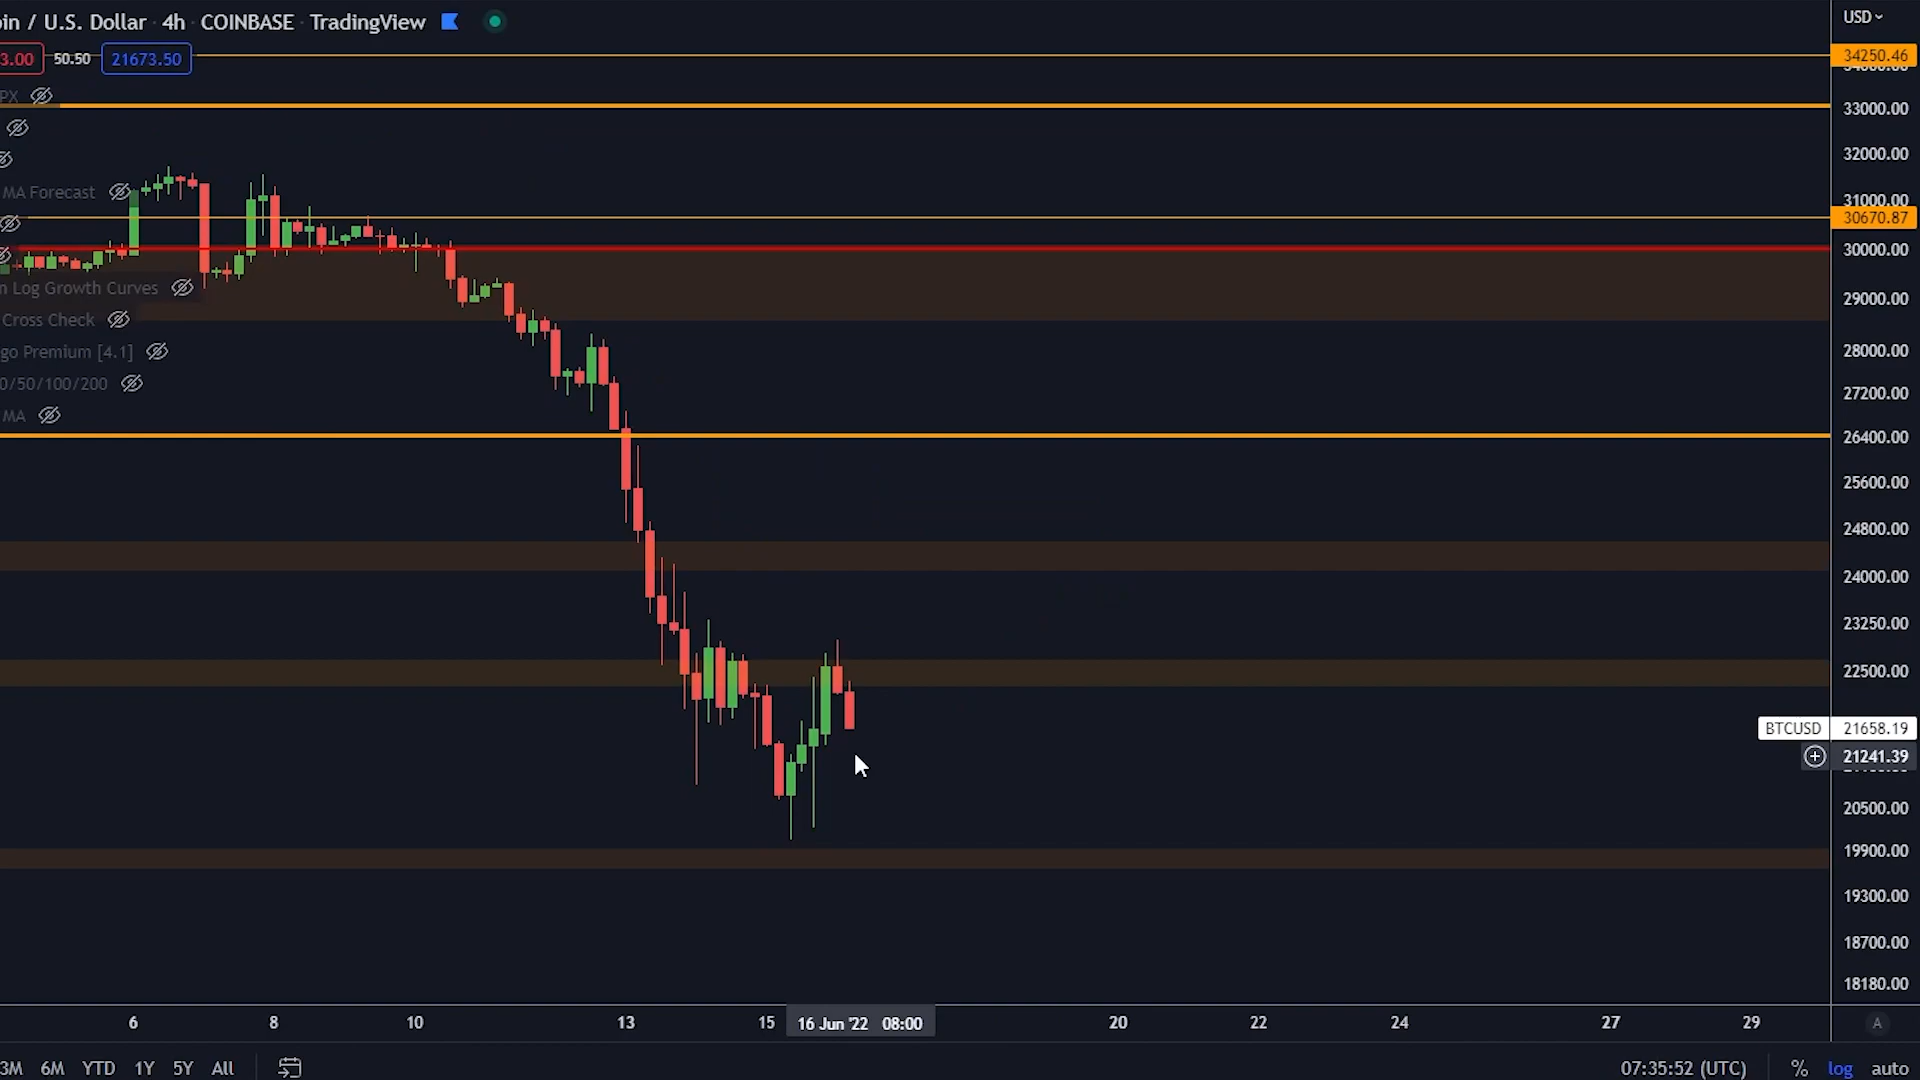 oin / U.S. Dollar · 4h · COINBASE · TradingView
3.00 50.50 21673.50
PX
MA Forecast
n Log Growth Curves
Cross Check
go Premium [4.1]
0/50/100/200
MA
USD
34250.46
33000.00
32000.00
31000.00
30670.87
30000.00
29000.00
28000.00
27200.00
26400.00
25600.00
24800.00
24000.00
23250.00
22500.00
BTCUSD 21658.19
21241.39
20500.00
19900.00
19300.00
18700.00
18180.00
6 8 10 13 15 16 Jun '22 08:00 20 22 24 27 29 A
3M 6M YTD 1Y 5Y All 07:35:52 (UTC) % log auto